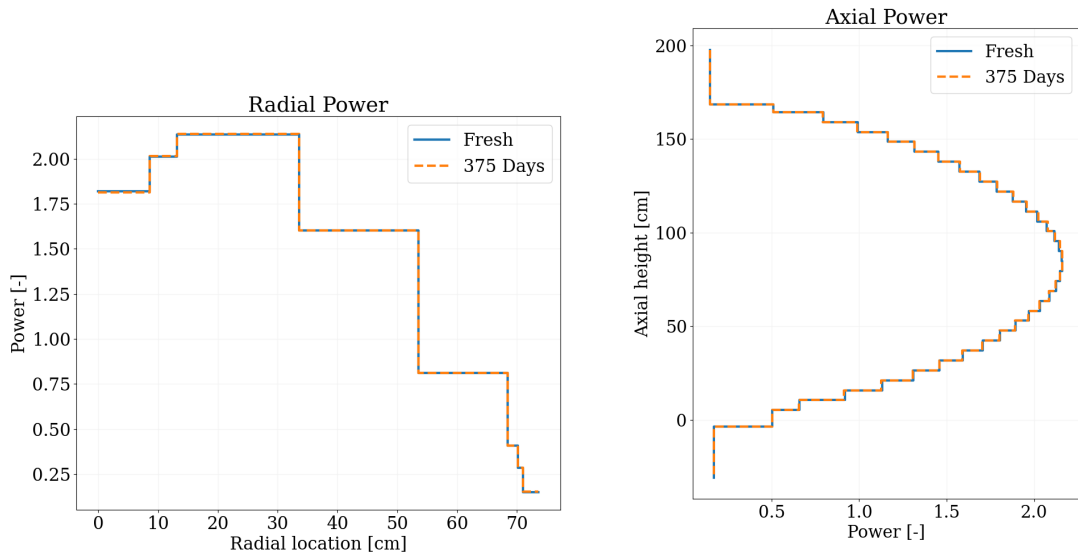 Radial Power
Power [-]
2.00
1.75
1.50
1.25
1.00
0.75
0.50
0.25
0 10 20 30 40 50 60 70
Radial location [cm]
Fresh
375 Days
Axial Power
Axial height [cm]
200
150
100
50
0
0.5 1.0 1.5 2.0
Power [-]
Fresh
375 Days